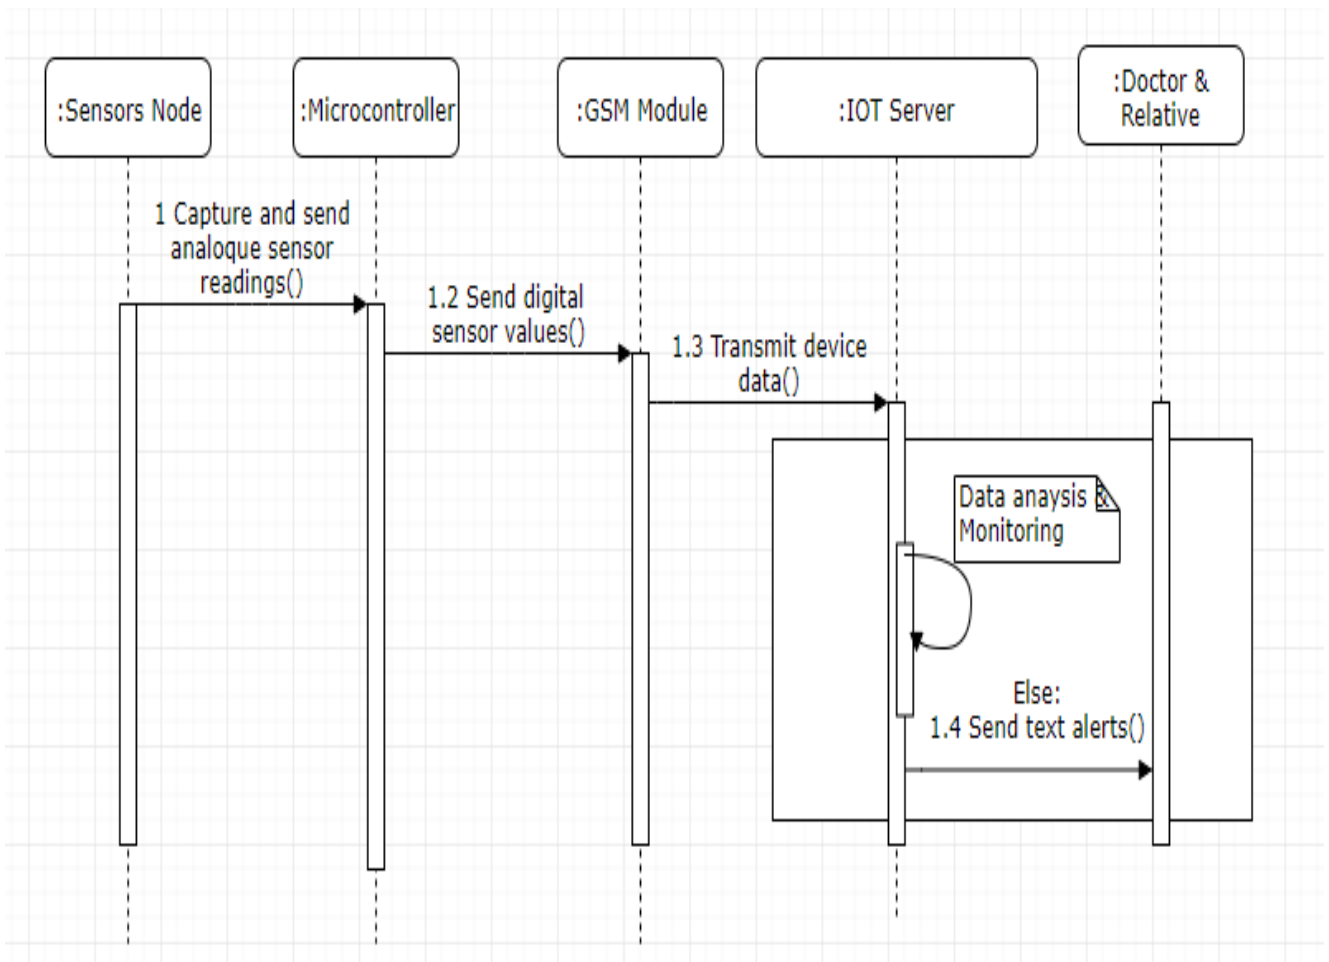 :Sensors Node
:Microcontroller
:GSM Module
:IOT Server
:Doctor &
Relative
1 Capture and send
analoque sensor
readings()
1.2 Send digital
sensor values()
1.3 Transmit device
data()
Data anaysis &
Monitoring
Else:
1.4 Send text alerts()